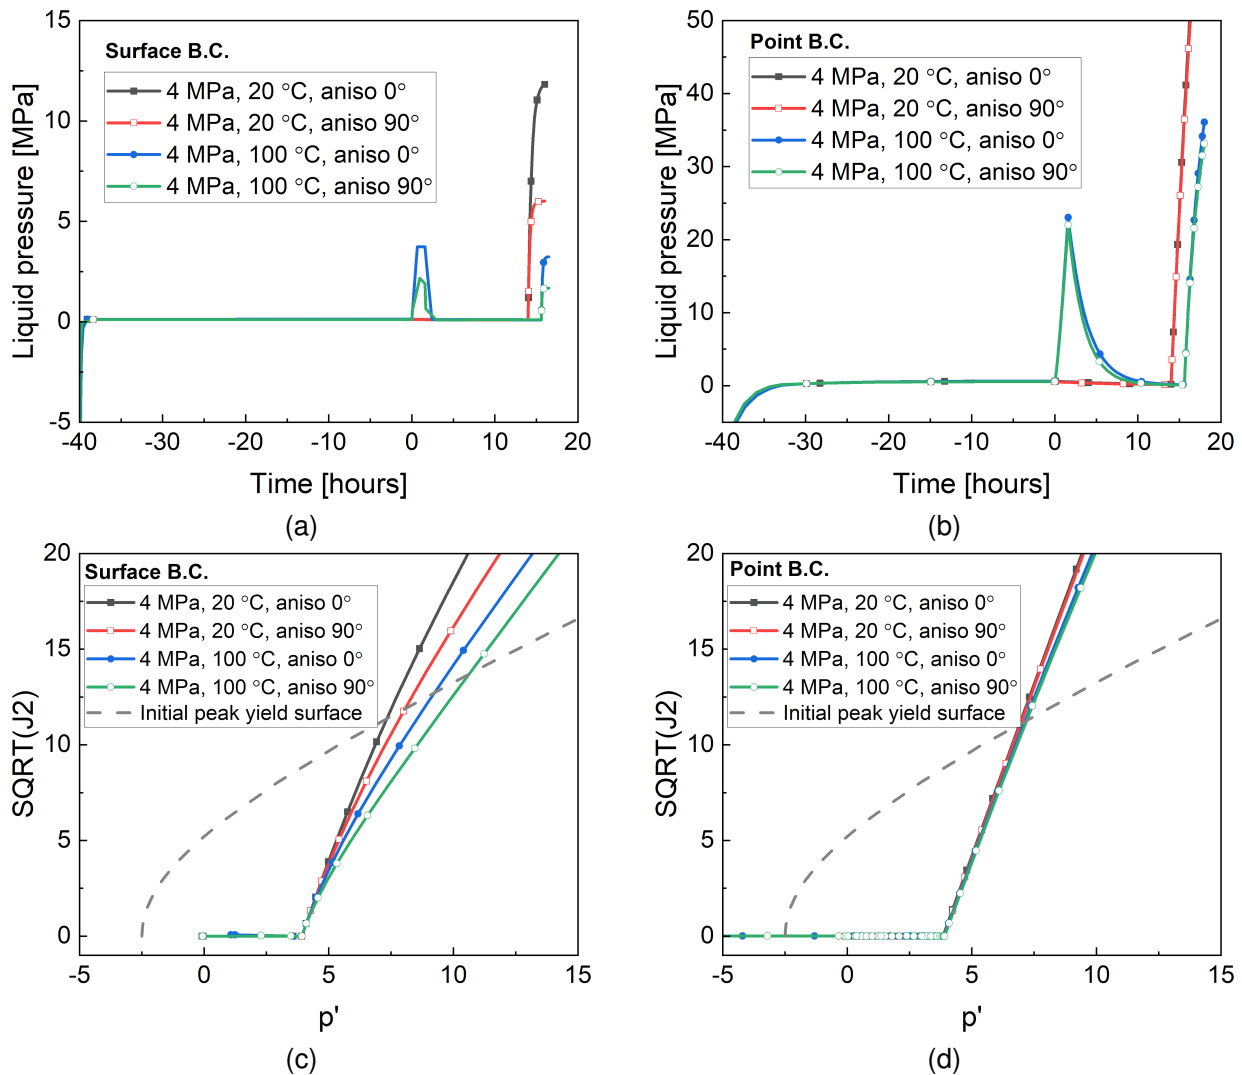 Surface B.C.
4 MPa, 20 °C, aniso 0°
4 MPa, 20 °C, aniso 90°
4 MPa, 100 °C, aniso 0°
4 MPa, 100 °C, aniso 90°
Liquid pressure [MPa]
15
10
5
0
-5
-40
-30
-20
-10
0
10
20
Time [hours]
(a)
Point B.C.
4 MPa, 20 °C, aniso 0°
4 MPa, 20 °C, aniso 90°
4 MPa, 100 °C, aniso 0°
4 MPa, 100 °C, aniso 90°
Liquid pressure [MPa]
50
40
30
20
10
0
-40
-30
-20
-10
0
10
20
Time [hours]
(b)
Surface B.C.
4 MPa, 20 °C, aniso 0°
4 MPa, 20 °C, aniso 90°
4 MPa, 100 °C, aniso 0°
4 MPa, 100 °C, aniso 90°
Initial peak yield surface
SQRT(J2)
20
15
10
5
0
-5
0
5
10
15
p'
(c)
Point B.C.
4 MPa, 20 °C, aniso 0°
4 MPa, 20 °C, aniso 90°
4 MPa, 100 °C, aniso 0°
4 MPa, 100 °C, aniso 90°
Initial peak yield surface
SQRT(J2)
20
15
10
5
0
-5
0
5
10
15
p'
(d)